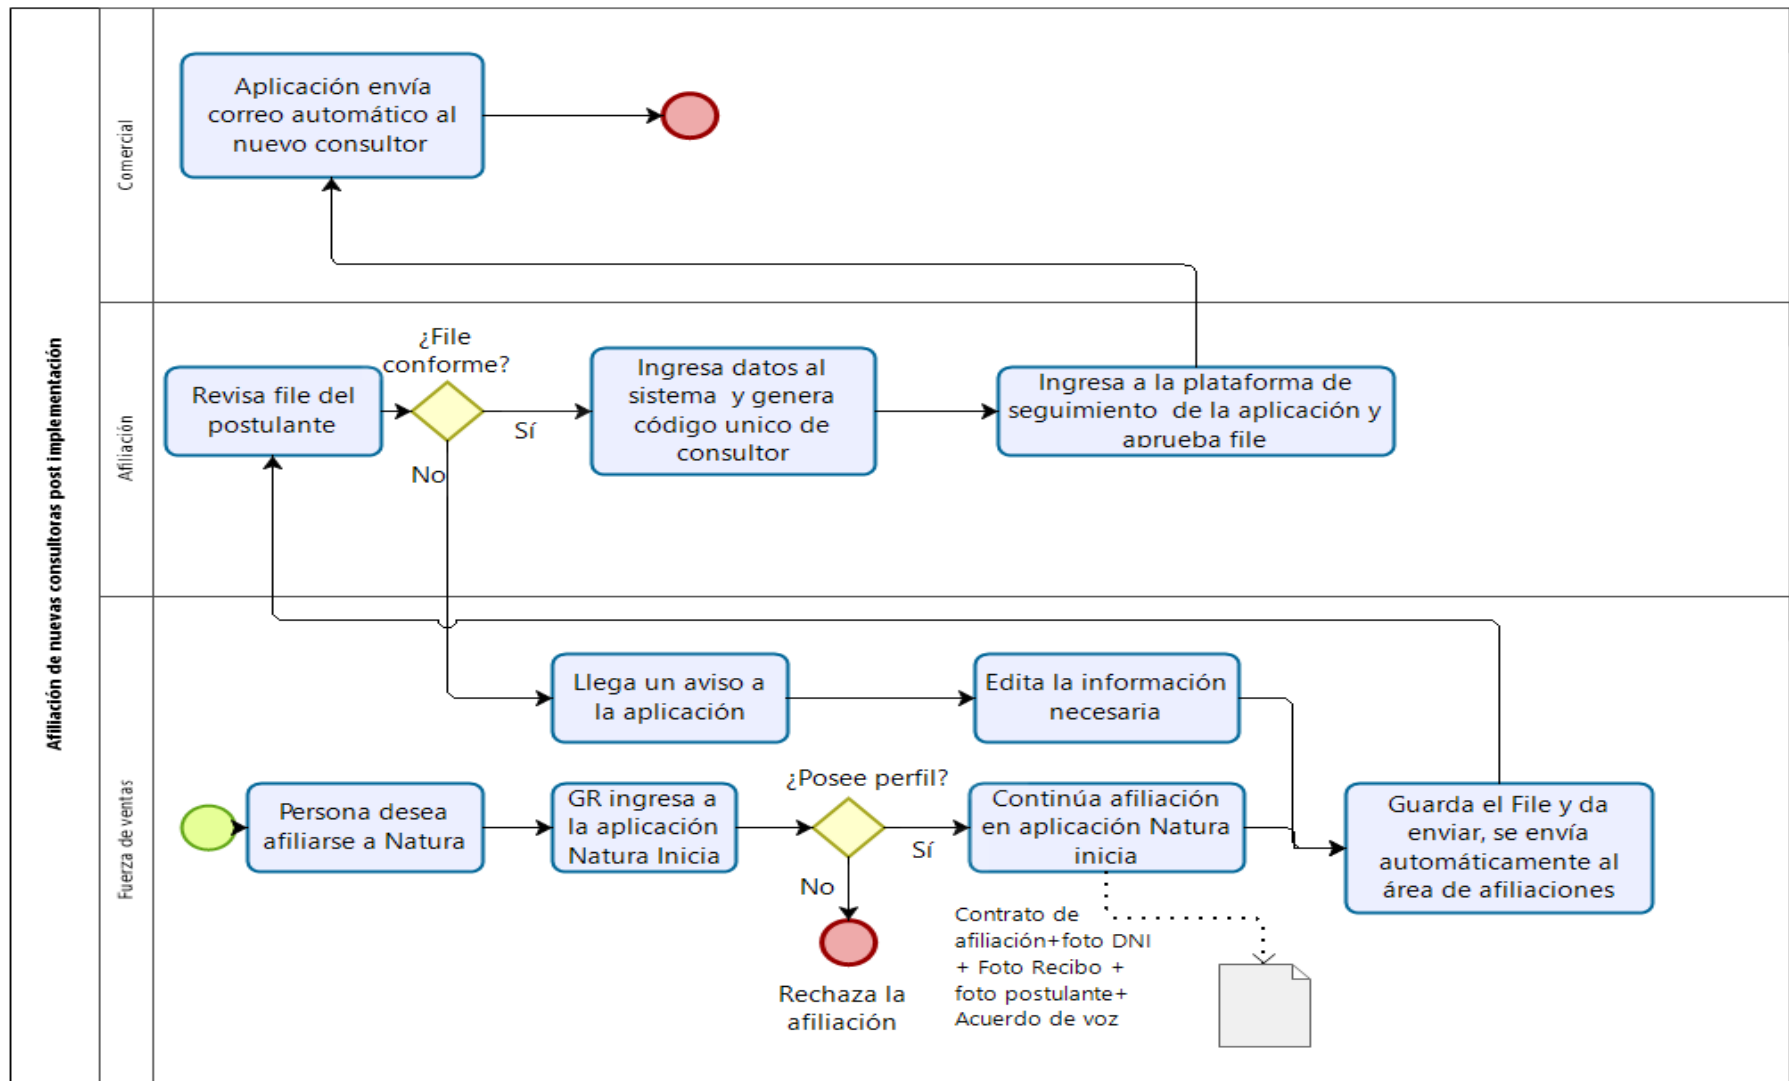 Afiliación de nuevas consultoras post implementación
Comercial
Aplicación envía
correo automático al
nuevo consultor
Afiliación
Revisa file del
postulante
¿File
conforme?
Sí
No
Ingresa datos al
sistema y genera
código unico de
consultor
Ingresa a la plataforma de
seguimiento de la aplicación y
aprueba file
Fuerza de ventas
Llega un aviso a
la aplicación
Edita la información
necesaria
Persona desea
afiliarse a Natura
GR ingresa a
la aplicación
Natura Inicia
¿Posee perfil?
Sí
No
Rechaza la
afiliación
Continúa afiliación
en aplicación Natura
inicia
Contrato de
afiliación+foto DNI
+ Foto Recibo +
foto postulante+
Acuerdo de voz
Guarda el File y da
enviar, se envía
automáticamente al
área de afiliaciones